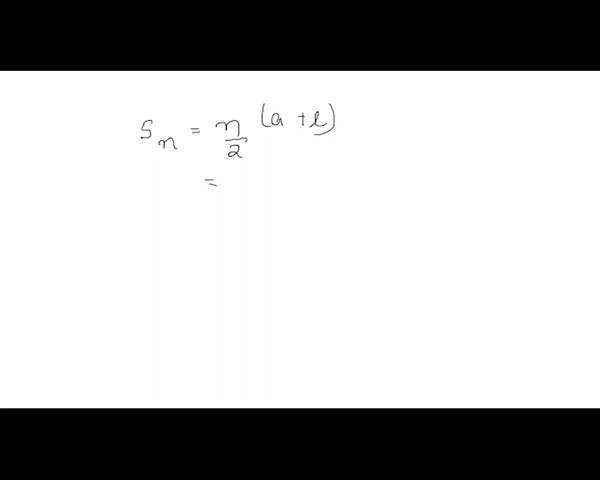 Sn = n/2 (a + l)
=